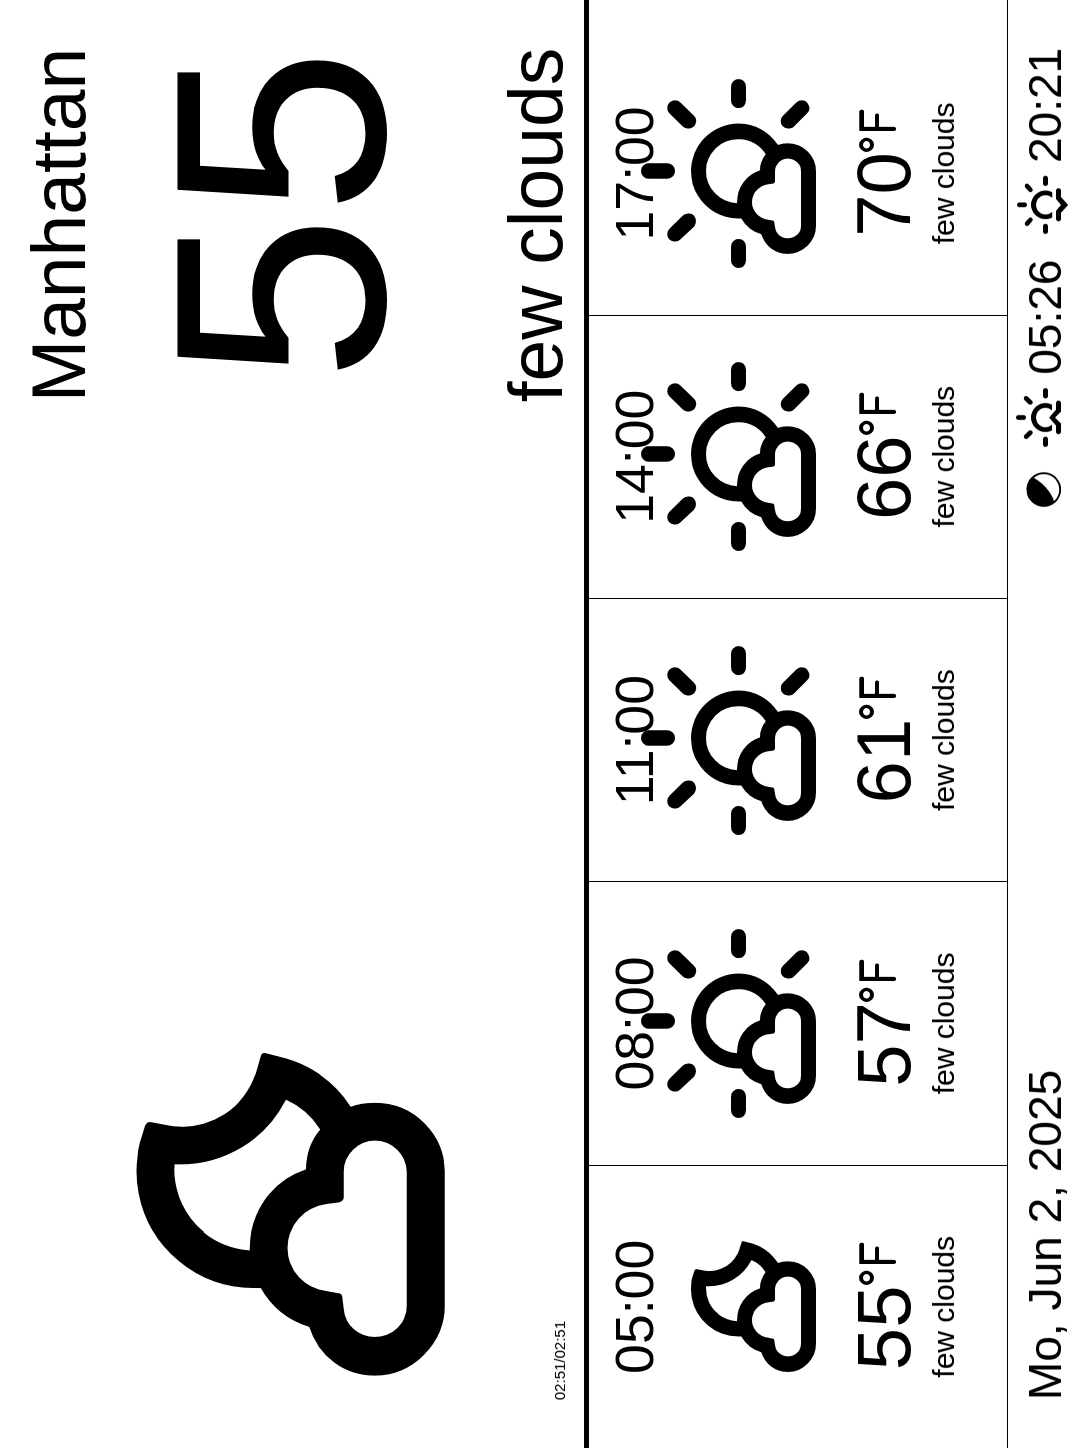 Manhattan
55
few clouds
02:51/02:51
05:00 08:00 11:00 14:00 17:00
55°F 57°F 61°F 66°F 70°F
few clouds few clouds few clouds few clouds few clouds
Mo, Jun 2, 2025 05:26 20:21